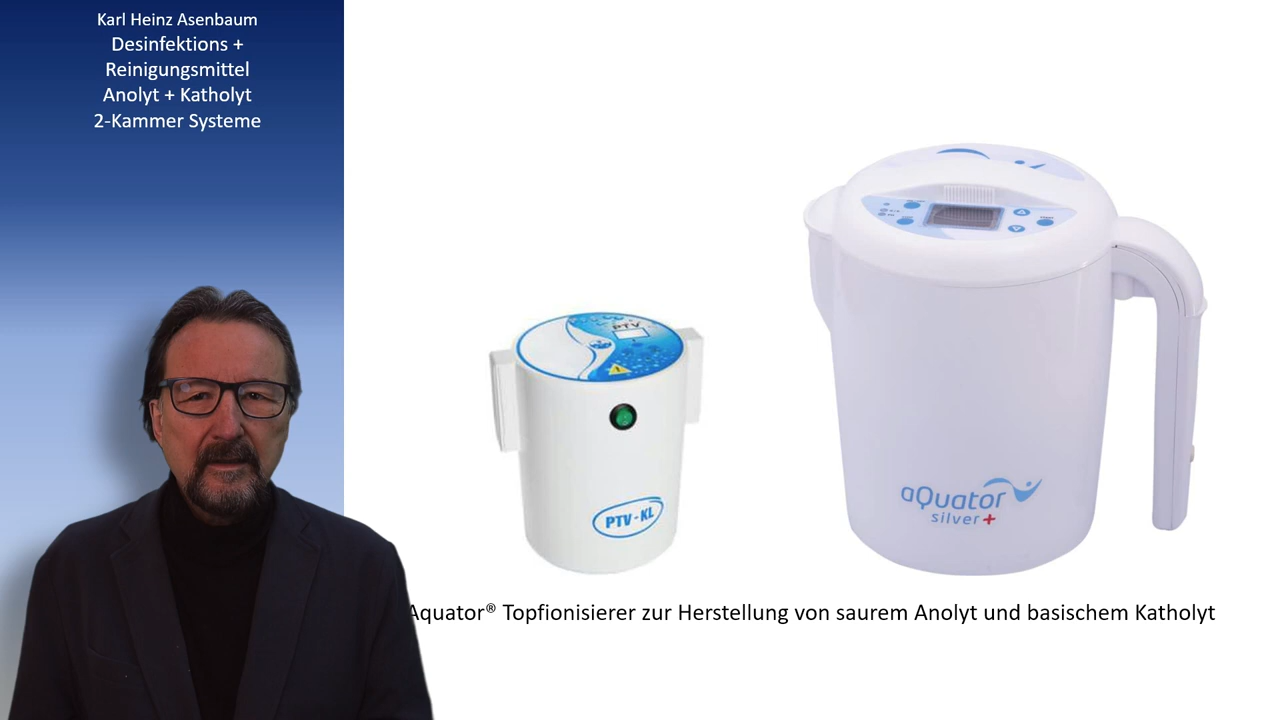 Karl Heinz Asenbaum
Desinfektions +
Reinigungsmittel
Anolyt + Katholyt
2-Kammer Systeme
PTV
PTV-KL
aQuator
silver+
Aquator® Topfionisierer zur Herstellung von saurem Anolyt und basischem Katholyt